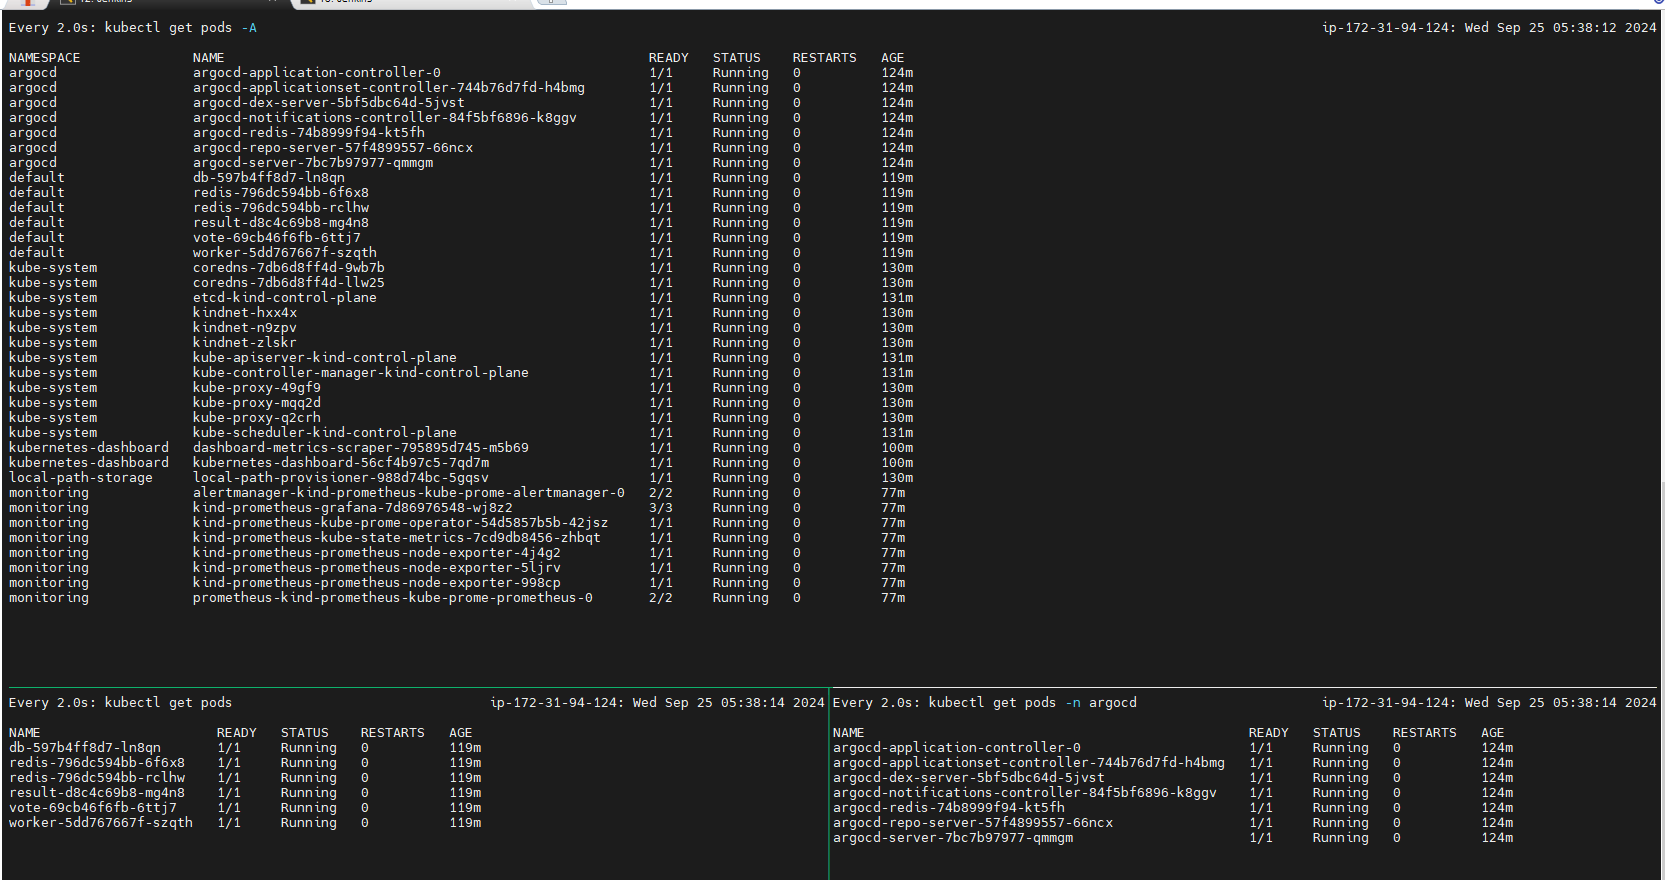 Every 2.0s: kubectl get pods -A ip-172-31-94-124: Wed Sep 25 05:38:12 2024
NAMESPACE NAME READY STATUS RESTARTS AGE
argocd argocd-application-controller-0 1/1 Running 0 124m
argocd argocd-applicationset-controller-744b76d7fd-h4bmg 1/1 Running 0 124m
argocd argocd-dex-server-5bf5dbc64d-5jvst 1/1 Running 0 124m
argocd argocd-notifications-controller-84f5bf6896-k8ggv 1/1 Running 0 124m
argocd argocd-redis-74b8999f94-kt5fh 1/1 Running 0 124m
argocd argocd-repo-server-57f4899557-66ncx 1/1 Running 0 124m
argocd argocd-server-7bc7b97977-qmmgm 1/1 Running 0 124m
default db-597b4ff8d7-ln8qn 1/1 Running 0 119m
default redis-796dc594bb-6f6x8 1/1 Running 0 119m
default redis-796dc594bb-rclhw 1/1 Running 0 119m
default result-d8c4c69b8-mg4n8 1/1 Running 0 119m
default vote-69cb46f6fb-6ttj7 1/1 Running 0 119m
default worker-5dd767667f-szqth 1/1 Running 0 119m
kube-system coredns-7db6d8ff4d-9wb7b 1/1 Running 0 130m
kube-system coredns-7db6d8ff4d-llw25 1/1 Running 0 130m
kube-system etcd-kind-control-plane 1/1 Running 0 131m
kube-system kindnet-hxx4x 1/1 Running 0 130m
kube-system kindnet-n9zpv 1/1 Running 0 130m
kube-system kindnet-zlskr 1/1 Running 0 130m
kube-system kube-apiserver-kind-control-plane 1/1 Running 0 131m
kube-system kube-controller-manager-kind-control-plane 1/1 Running 0 131m
kube-system kube-proxy-49gf9 1/1 Running 0 130m
kube-system kube-proxy-mqq2d 1/1 Running 0 130m
kube-system kube-proxy-q2crh 1/1 Running 0 130m
kube-system kube-scheduler-kind-control-plane 1/1 Running 0 131m
kubernetes-dashboard dashboard-metrics-scraper-795895d745-m5b69 1/1 Running 0 100m
kubernetes-dashboard kubernetes-dashboard-56cf4b97c5-7qd7m 1/1 Running 0 100m
local-path-storage local-path-provisioner-988d74bc-5gqsv 1/1 Running 0 130m
monitoring alertmanager-kind-prometheus-kube-prome-alertmanager-0 2/2 Running 0 77m
monitoring kind-prometheus-grafana-7d86976548-wj8z2 3/3 Running 0 77m
monitoring kind-prometheus-kube-prome-operator-54d5857b5b-42jsz 1/1 Running 0 77m
monitoring kind-prometheus-kube-state-metrics-7cd9db8456-zhbqt 1/1 Running 0 77m
monitoring kind-prometheus-prometheus-node-exporter-4j4g2 1/1 Running 0 77m
monitoring kind-prometheus-prometheus-node-exporter-5ljrv 1/1 Running 0 77m
monitoring kind-prometheus-prometheus-node-exporter-998cp 1/1 Running 0 77m
monitoring prometheus-kind-prometheus-kube-prome-prometheus-0 2/2 Running 0 77m
Every 2.0s: kubectl get pods ip-172-31-94-124: Wed Sep 25 05:38:14 2024
NAME READY STATUS RESTARTS AGE
db-597b4ff8d7-ln8qn 1/1 Running 0 119m
redis-796dc594bb-6f6x8 1/1 Running 0 119m
redis-796dc594bb-rclhw 1/1 Running 0 119m
result-d8c4c69b8-mg4n8 1/1 Running 0 119m
vote-69cb46f6fb-6ttj7 1/1 Running 0 119m
worker-5dd767667f-szqth 1/1 Running 0 119m
Every 2.0s: kubectl get pods -n argocd ip-172-31-94-124: Wed Sep 25 05:38:14 2024
NAME READY STATUS RESTARTS AGE
argocd-application-controller-0 1/1 Running 0 124m
argocd-applicationset-controller-744b76d7fd-h4bmg 1/1 Running 0 124m
argocd-dex-server-5bf5dbc64d-5jvst 1/1 Running 0 124m
argocd-notifications-controller-84f5bf6896-k8ggv 1/1 Running 0 124m
argocd-redis-74b8999f94-kt5fh 1/1 Running 0 124m
argocd-repo-server-57f4899557-66ncx 1/1 Running 0 124m
argocd-server-7bc7b97977-qmmgm 1/1 Running 0 124m